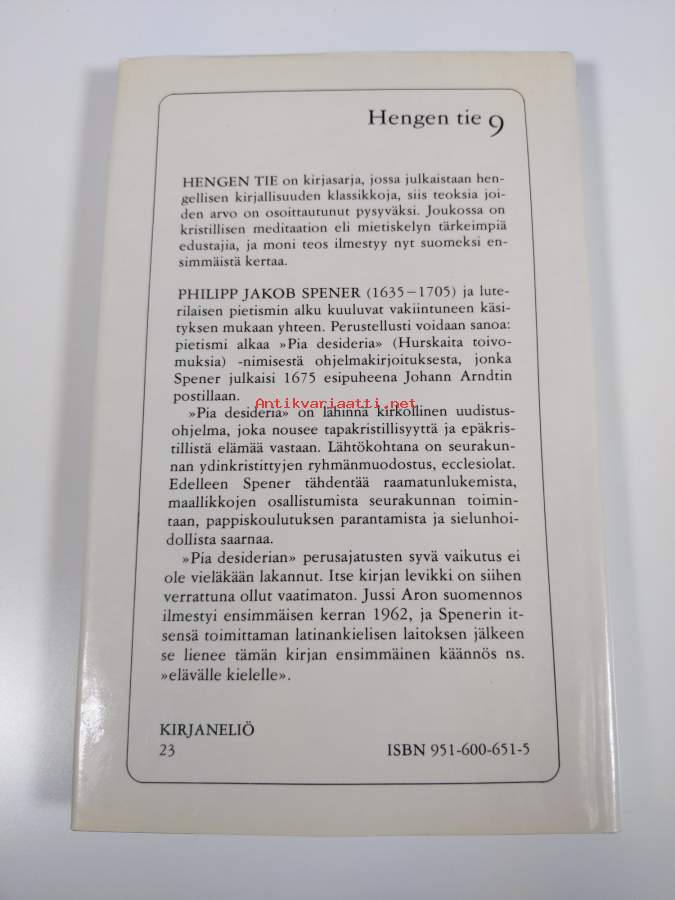 Hengen tie 9
HENGEN TIE on kirjasarja, jossa julkaistaan hen-
gellisen kirjallisuuden klassikkoja, siis teoksia joi-
den arvo on osoittautunut pysyväksi. Joukossa on
kristillisen meditaation eli mietiskelyn tärkeimpiä
edustajia, ja moni teos ilmestyy nyt suomeksi en-
simmäistä kertaa.
PHILIPP JAKOB SPENER (1635–1705) ja lute-
rilaisen pietismin alku kuuluvat vakiintuneen käsi-
tyksen mukaan yhteen. Perustellusti voidaan sanoa:
pietismi alkaa »Pia desideria» (Hurskaita toivo-
muksia) -nimisestä ohjelmakirjoituksesta, jonka
Spener julkaisi 1675 esipuheena Johann Arndtin
postillaan.
Antikvariaatti.net
»Pia desideria» on lähinnä kirkollinen uudistus-
ohjelma, joka nousee tapakristillisyyttä ja epäkris-
tillistä elämää vastaan. Lähtökohtana on seurakun-
nan ydinkristittyjen ryhmänmuodostus, ecclesiolat.
Edelleen Spener tähdentää raamatunlukemista,
maallikkojen osallistumista seurakunnan toimin-
taan, pappiskoulutuksen parantamista ja sielunhoi-
dollista saarnaa.
»Pia desiderian» perusajatusten syvä vaikutus ei
ole vieläkään lakannut. Itse kirjan levikki on siihen
verrattuna ollut vaatimaton. Jussi Aron suomennos
ilmestyi ensimmäisen kerran 1962, ja Spenerin it-
sensä toimittaman latinankielisen laitoksen jälkeen
se lienee tämän kirjan ensimmäinen käännös ns.
»elävälle kielelle».
KIRJANELIÖ
23 ISBN 951-600-651-5